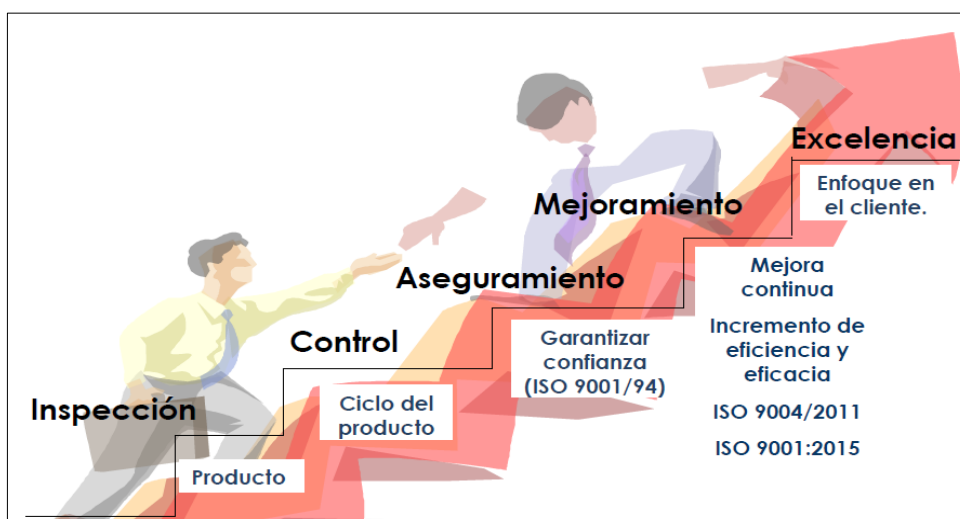 Excelencia
Enfoque en
el cliente.
Mejoramiento
Mejora
continua
Incremento de
eficiencia y
eficacia
ISO 9004/2011
ISO 9001:2015
Aseguramiento
Garantizar
confianza
(ISO 9001/94)
Control
Ciclo del
producto
Inspección
Producto